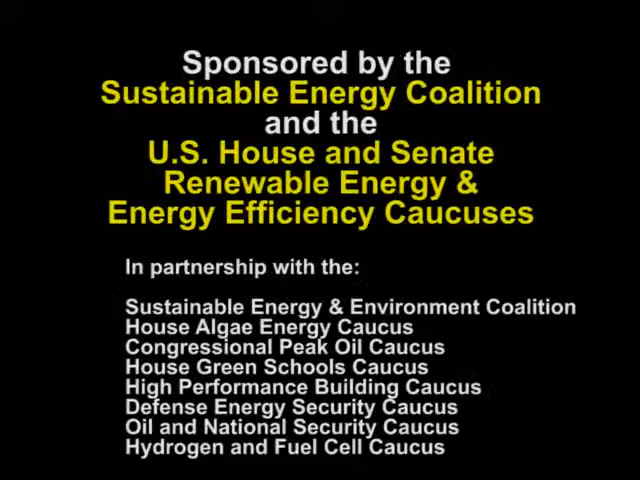 Sponsored by the
Sustainable Energy Coalition
and the
U.S. House and Senate
Renewable Energy &
Energy Efficiency Caucuses
In partnership with the:
Sustainable Energy & Environment Coalition
House Algae Energy Caucus
Congressional Peak Oil Caucus
House Green Schools Caucus
High Performance Building Caucus
Defense Energy Security Caucus
Oil and National Security Caucus
Hydrogen and Fuel Cell Caucus